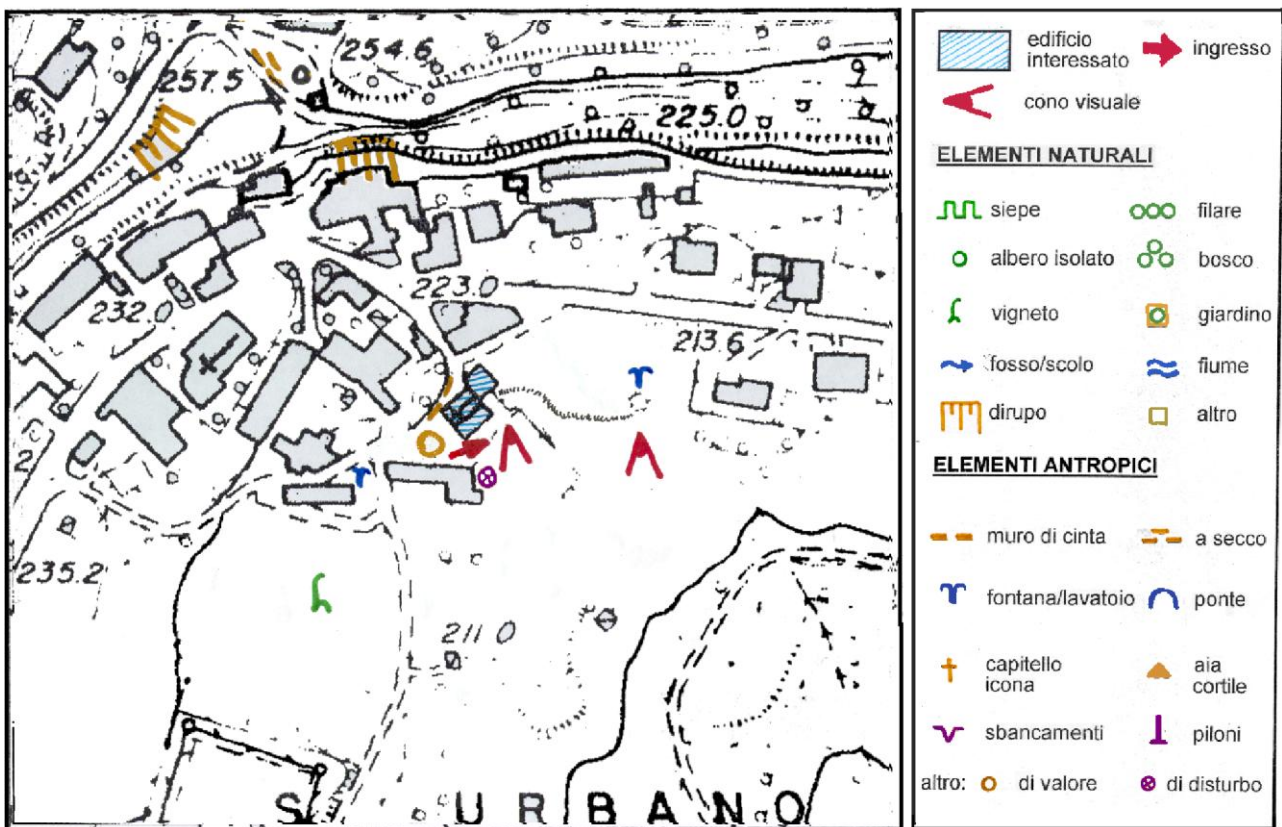 254.6
257.5
225.0
232.0
223.0
213.6
235.2
211.0
S. URBANO
edificio
interessato
ingresso
cono visuale
ELEMENTI NATURALI
siepe
filare
albero isolato
bosco
vigneto
giardino
fosso/scolo
fiume
dirupo
altro
ELEMENTI ANTROPICI
muro di cinta
a secco
fontana/lavatoio
ponte
capitello
icona
aia
cortile
sbancamenti
piloni
altro:
di valore
di disturbo